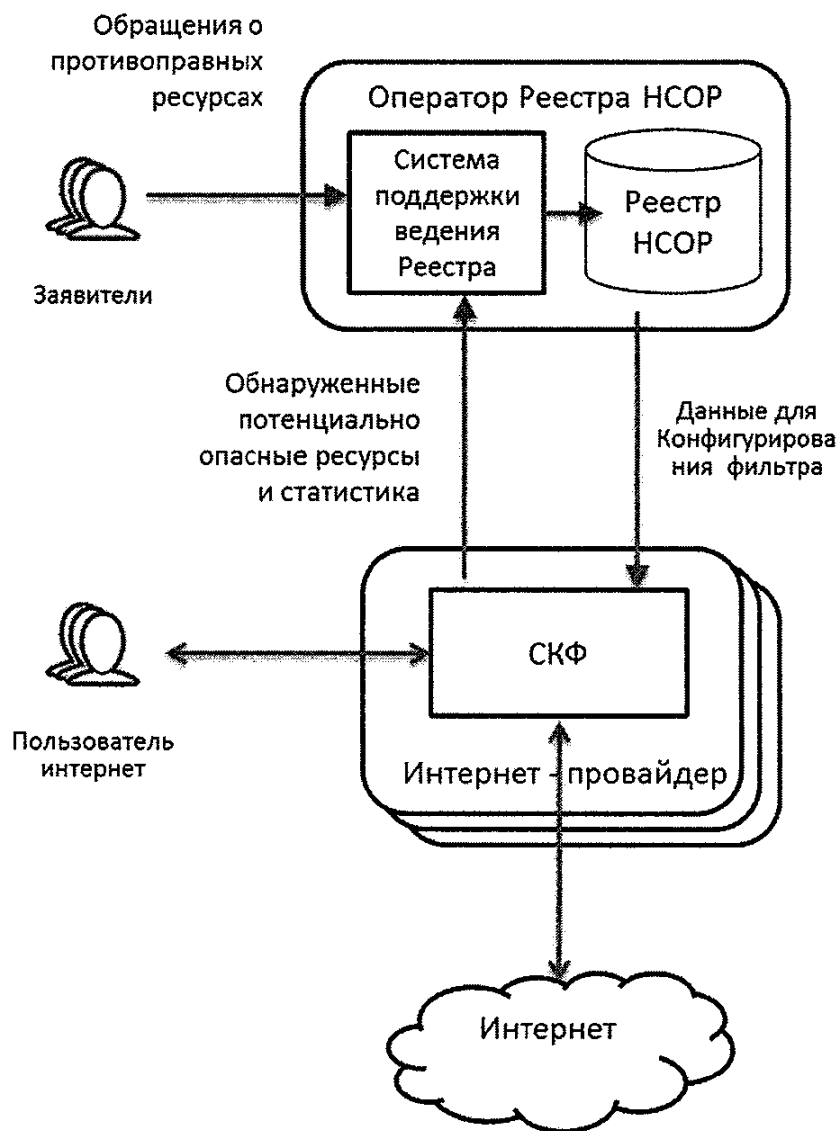 Обращения о
противоправных
ресурсах
Оператор Реестра НСОР
Система
поддержки
ведения
Реестра
Реестр
НСОР
Заявители
Обнаруженные
потенциально
опасные ресурсы
и статистика
Данные для
Конфигурирова
ния фильтра
СКФ
Пользователь
интернет
Интернет - провайдер
Интернет